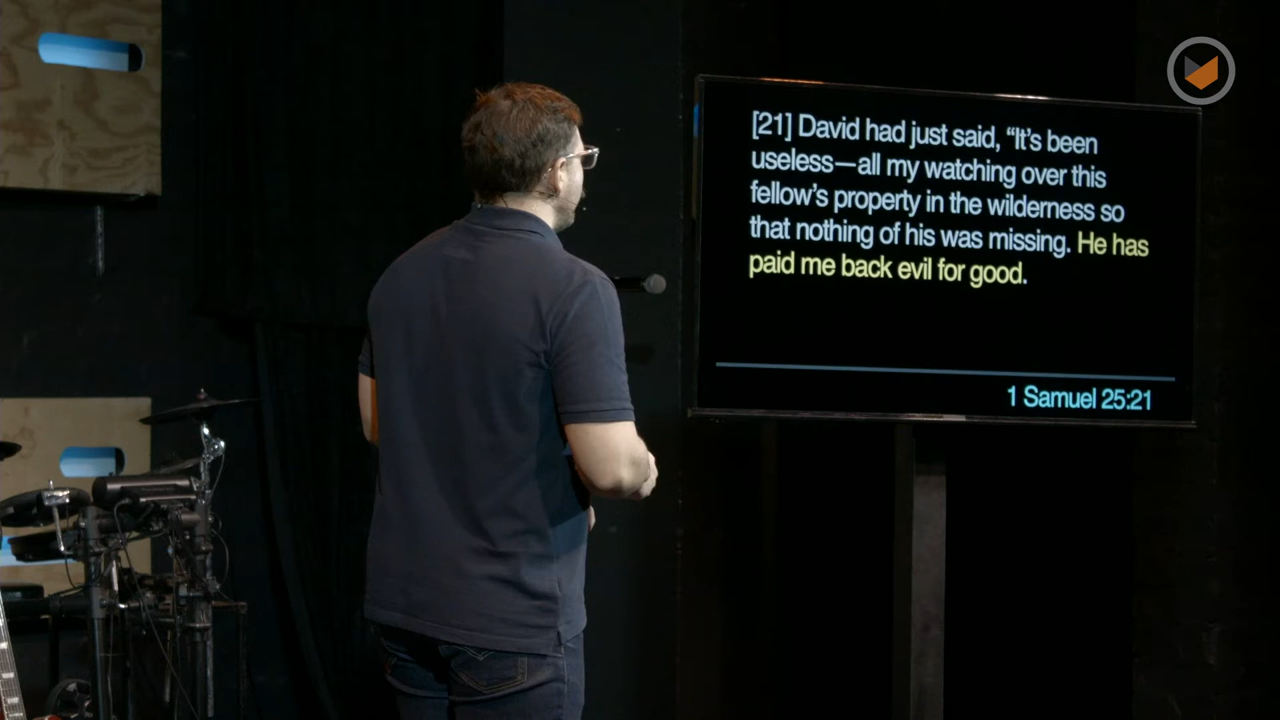 [21] David had just said, “It’s been
useless—all my watching over this
fellow’s property in the wilderness so
that nothing of his was missing. He has
paid me back evil for good.
1 Samuel 25:21